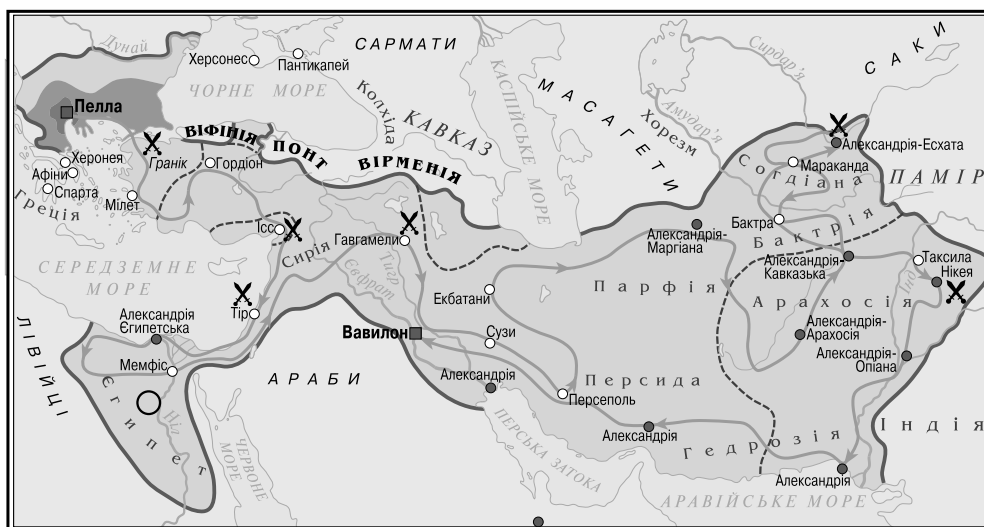 Дунай
САРМАТИ
САКИ
Херсонес
Пантикапей
Сирдар'я
ЧОРНЕ МОРЕ
Колхіда
КАВКАЗ
КАСПІЙСЬКЕ МОРЕ
МАСАГЕТИ
Амудар'я
Хорезм
Пелла
ВІФІНІЯ
ПОНТ
ВІРМЕНІЯ
Александрія-Есхата
Гранік
Гордіон
Мараканда
Согдіана
ПАМІР
Херонея
Афіни
Спарта
Греція
Мілет
Ісс
Сирія
Гавгамели
Тигр
Євфрат
Александрія-
Маргіана
Бактра
Бактрія
Александрія-
Кавказька
Таксила
Інд
Нікея
СЕРЕДЗЕМНЕ
МОРЕ
Тір
Екбатани
Парфія
Арахосія
Александрія
Єгипетська
Вавилон
Сузи
Александрія-
Арахосія
Александрія-
Опіана
ЛІВІЙЦІ
Мемфіс
АРАБИ
Александрія
Персида
Персеполь
Єгипет
Ніл
ЧЕРВОНЕ
МОРЕ
ПЕРСЬКА ЗАТОКА
Александрія
Гедрозія
Індія
Александрія
АРАВІЙСЬКЕ МОРЕ